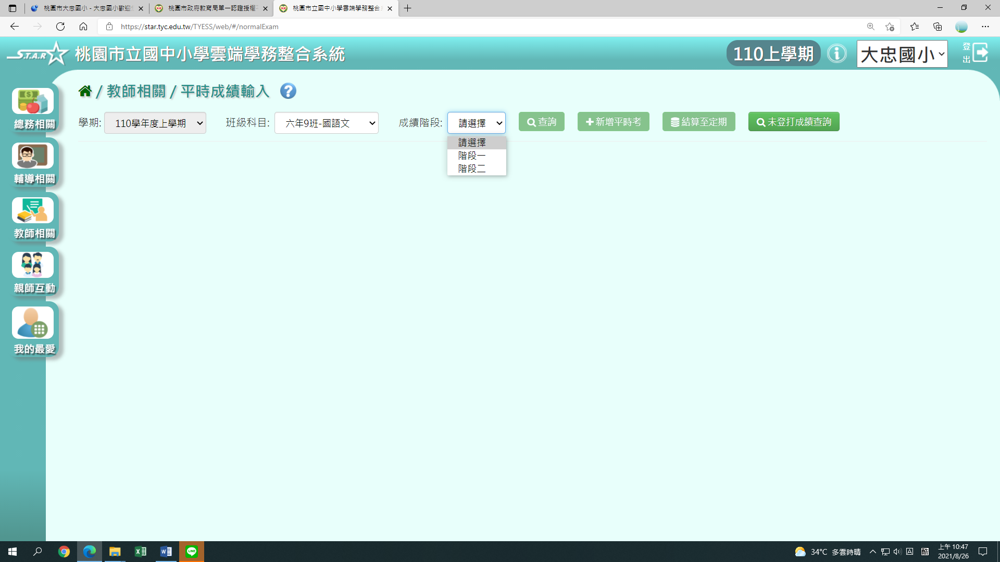 桃園市大忠國小 - 大忠國小歡迎
桃園市政府教育局單一認證授權
桃園市立國中小學雲端學務整合
https://star.tyc.edu.tw/TYESS/web/#/normalExam
S.T.A.R
桃園市立國中小學雲端學務整合系統
110上學期
大忠國小
登出
/ 教師相關 / 平時成績輸入
學期: 110學年度上學期 班級科目: 六年9班-國語文 成績階段: 請選擇 查詢 新增平時考 結算至定期 未登打成績查詢
請選擇
階段一
階段二
總務相關
輔導相關
教師相關
親師互動
我的最愛
34°C 多雲時晴
上午 10:47
2021/8/26